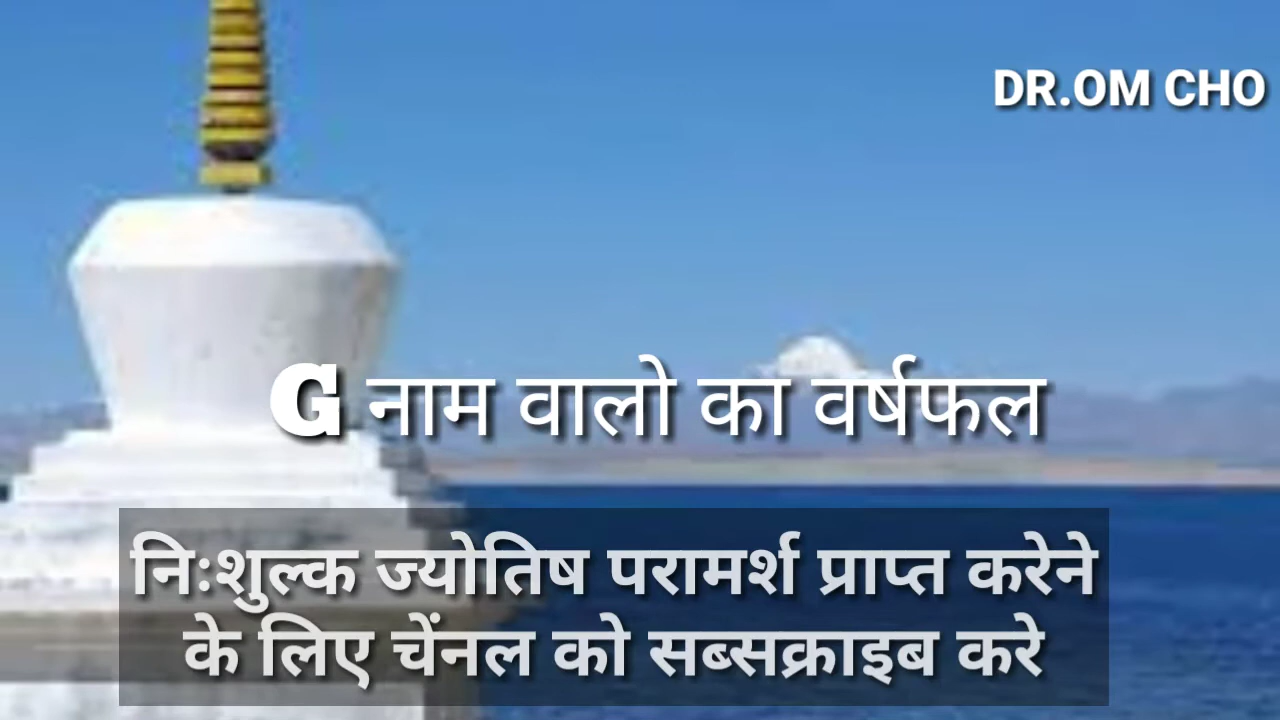 DR.OM CHO
G नाम वालो का वर्षफल
निःशुल्क ज्योतिष परामर्श प्राप्त करेने
के लिए चेंनल को सब्सक्राइब करे